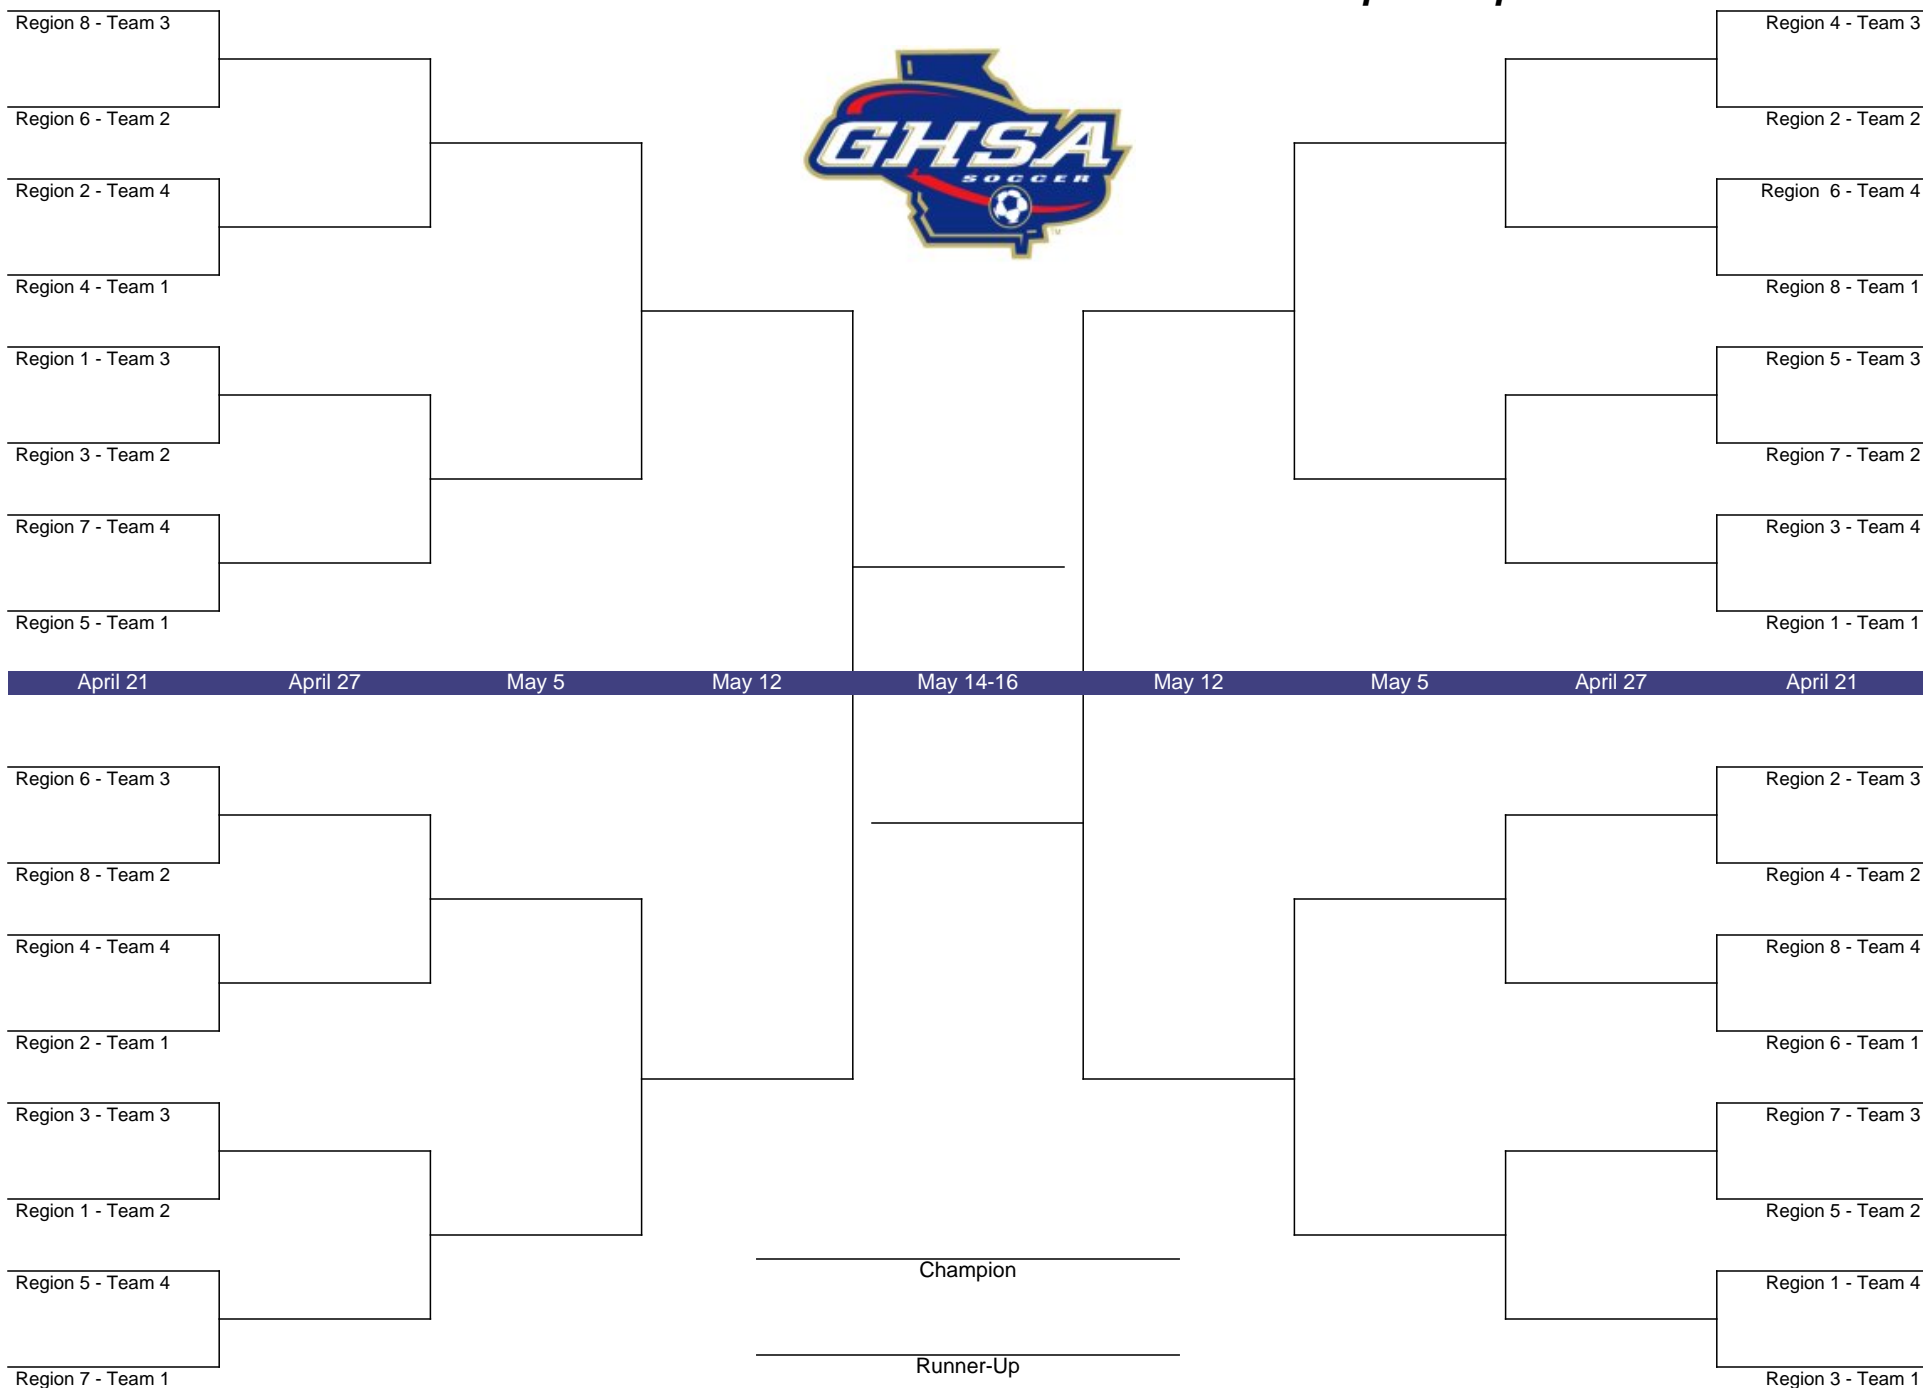 Region 8 - Team 3
Region 6 - Team 2
Region 2 - Team 4
Region 4 - Team 1
Region 1 - Team 3
Region 3 - Team 2
Region 7 - Team 4
Region 5 - Team 1
GHSA
SOCCER
TM
Region 4 - Team 3
Region 2 - Team 2
Region 6 - Team 4
Region 8 - Team 1
Region 5 - Team 3
Region 7 - Team 2
Region 3 - Team 4
Region 1 - Team 1
April 21 April 27 May 5 May 12 May 14-16 May 12 May 5 April 27 April 21
Region 6 - Team 3
Region 8 - Team 2
Region 4 - Team 4
Region 2 - Team 1
Region 3 - Team 3
Region 1 - Team 2
Region 5 - Team 4
Region 7 - Team 1
Champion
Runner-Up
Region 2 - Team 3
Region 4 - Team 2
Region 8 - Team 4
Region 6 - Team 1
Region 7 - Team 3
Region 5 - Team 2
Region 1 - Team 4
Region 3 - Team 1